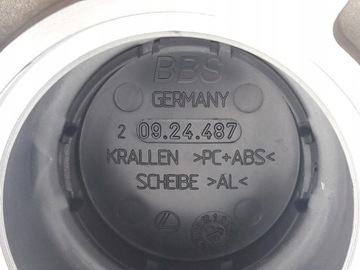 BBS
GERMANY
2 09.24.487
KRALLEN >PC+ABS<
SCHEIBE >AL<